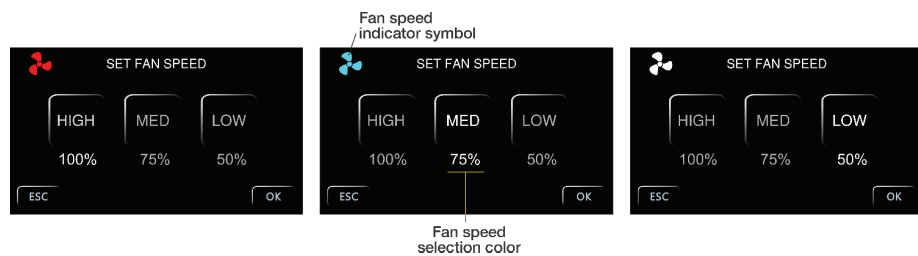 Fan speed
indicator symbol
SET FAN SPEED
HIGH MED LOW
100% 75% 50%
ESC OK
SET FAN SPEED
HIGH MED LOW
100% 75% 50%
ESC OK
SET FAN SPEED
HIGH MED LOW
100% 75% 50%
ESC OK
Fan speed
selection color